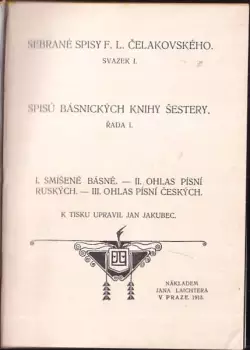 SEBRANÉ SPISY F. L. ČELAKOVSKÉHO.
SVAZEK I.
SPISŮ BÁSNICKÝCH KNIHY ŠESTERY.
ŘADA I.
I. SMÍŠENÉ BÁSNĚ. — II. OHLAS PÍSNÍ
RUSKÝCH. — III. OHLAS PÍSNÍ ČESKÝCH.
K TISKU UPRAVIL JAN JAKUBEC.
NÁKLADEM
JANA LAICHTERA
V PRAZE 1913.